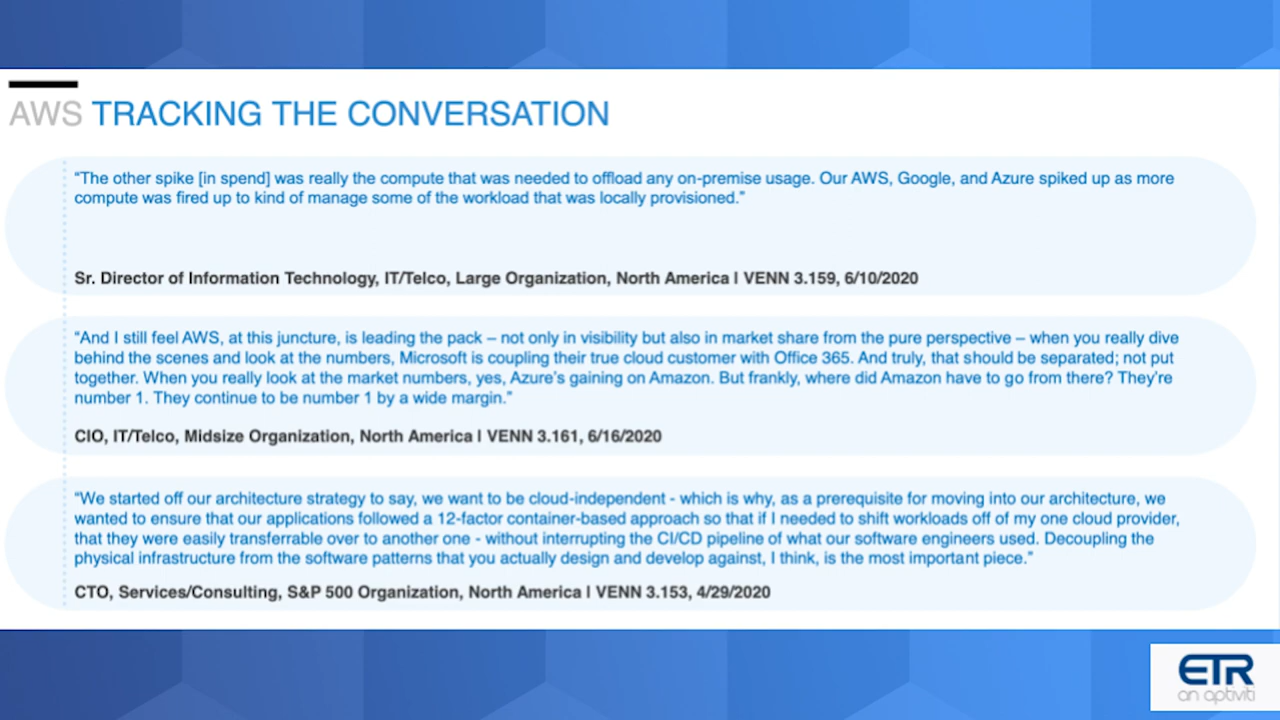 AWS TRACKING THE CONVERSATION
“The other spike [in spend] was really the compute that was needed to offload any on-premise usage. Our AWS, Google, and Azure spiked up as more
compute was fired up to kind of manage some of the workload that was locally provisioned.”
Sr. Director of Information Technology, IT/Telco, Large Organization, North America I VENN 3.159, 6/10/2020
“And I still feel AWS, at this juncture, is leading the pack – not only in visibility but also in market share from the pure perspective – when you really dive
behind the scenes and look at the numbers, Microsoft is coupling their true cloud customer with Office 365. And truly, that should be separated; not put
together. When you really look at the market numbers, yes, Azure’s gaining on Amazon. But frankly, where did Amazon have to go from there? They’re
number 1. They continue to be number 1 by a wide margin.”
CIO, IT/Telco, Midsize Organization, North America I VENN 3.161, 6/16/2020
“We started off our architecture strategy to say, we want to be cloud-independent - which is why, as a prerequisite for moving into our architecture, we
wanted to ensure that our applications followed a 12-factor container-based approach so that if I needed to shift workloads off of my one cloud provider,
that they were easily transferrable over to another one - without interrupting the CI/CD pipeline of what our software engineers used. Decoupling the
physical infrastructure from the software patterns that you actually design and develop against, I think, is the most important piece.”
CTO, Services/Consulting, S&P 500 Organization, North America I VENN 3.153, 4/29/2020
ETR
an aptiviti